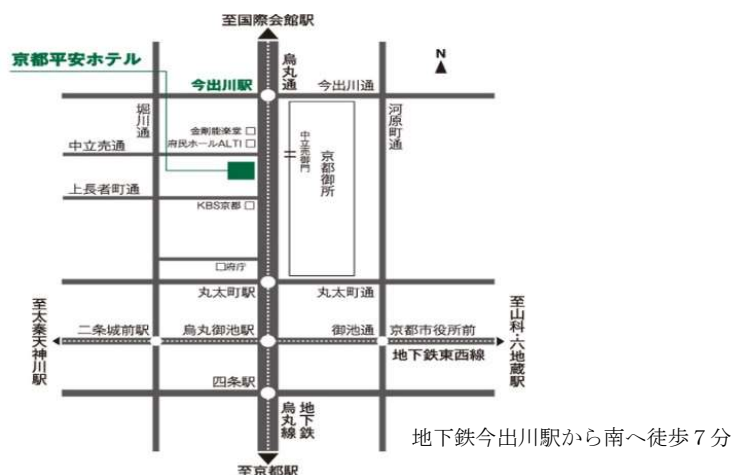 至国際会館駅
京都平安ホテル
N
烏丸通
今出川駅
今出川通
堀川通
河原町通
金剛能楽堂
府民ホールALTI
中立売通
中立売御門
京都御所
上長者町通
KBS京都
府庁
丸太町駅
丸太町通
至太秦天神川駅
二条城前駅
烏丸御池駅
御池通
京都市役所前
至山科・六地蔵駅
地下鉄東西線
四条駅
地下鉄
烏丸線
地下鉄今出川駅から南へ徒歩７分
至京都駅